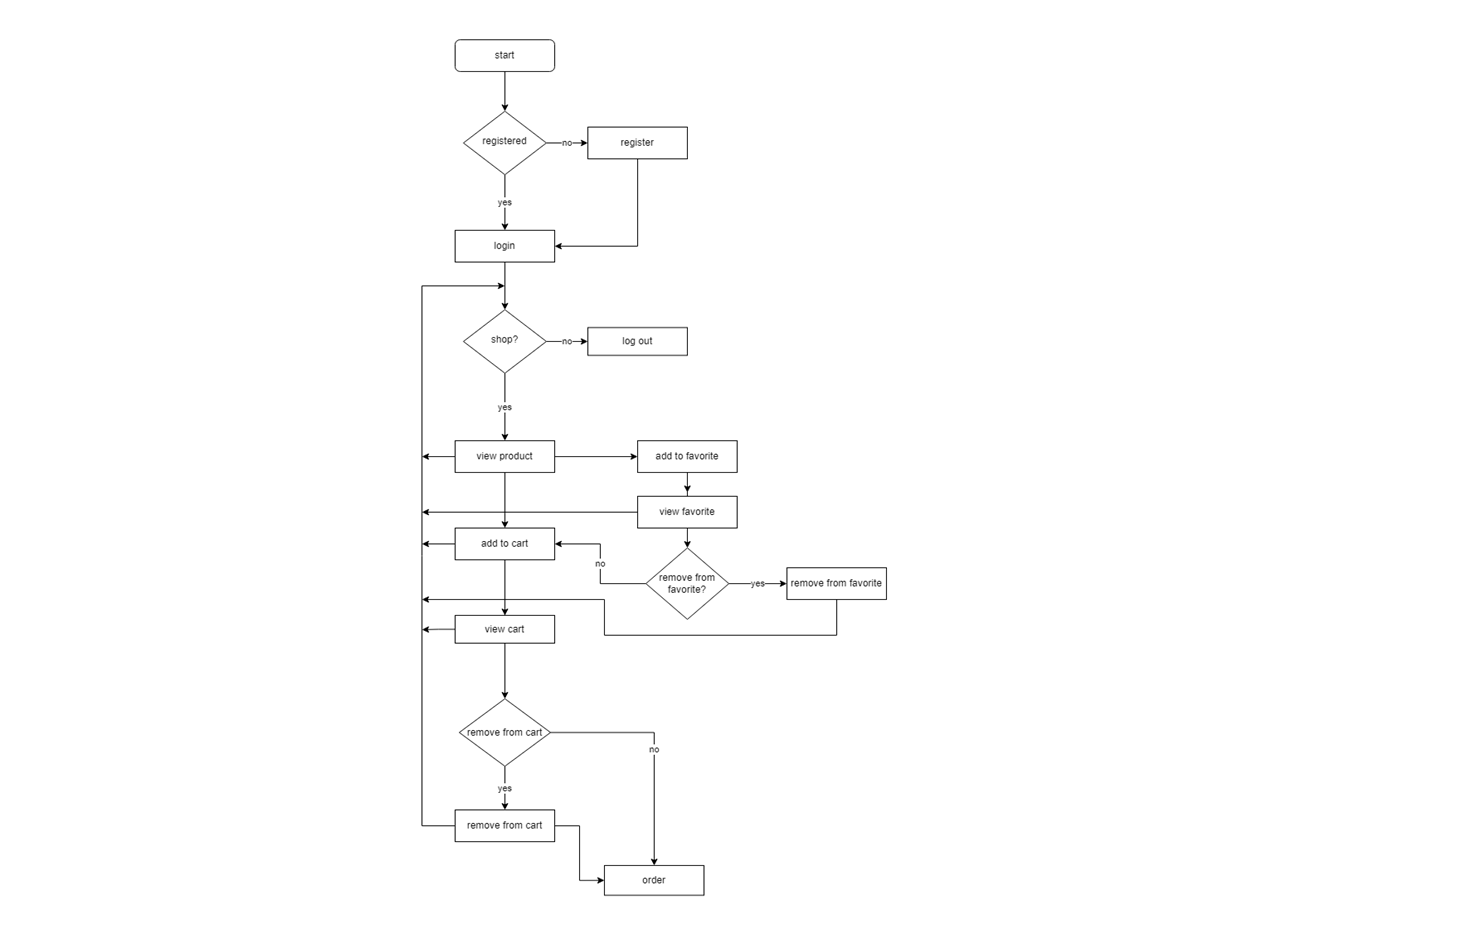 start
registered
no
register
yes
login
shop?
no
log out
yes
view product
add to favorite
view favorite
add to cart
no
remove from
favorite?
yes
remove from favorite
view cart
remove from cart
no
yes
remove from cart
order